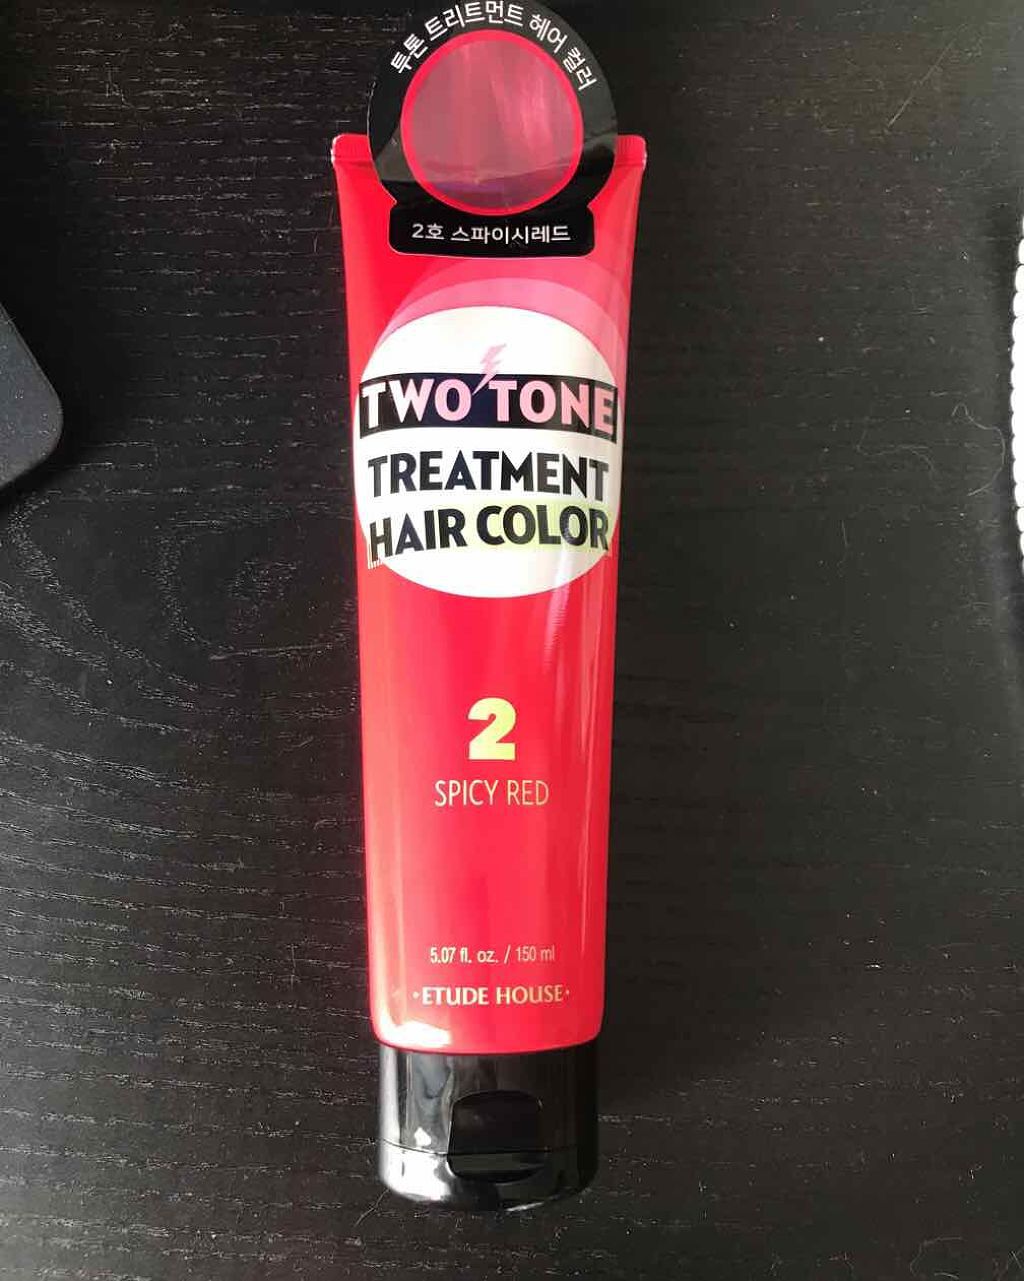 투톤 트리트먼트 헤어 컬러
2호 스파이시레드
TWO TONE
TREATMENT
HAIR COLOR
2
SPICY RED
5.07 fl. oz. / 150 ml
·ETUDE HOUSE·